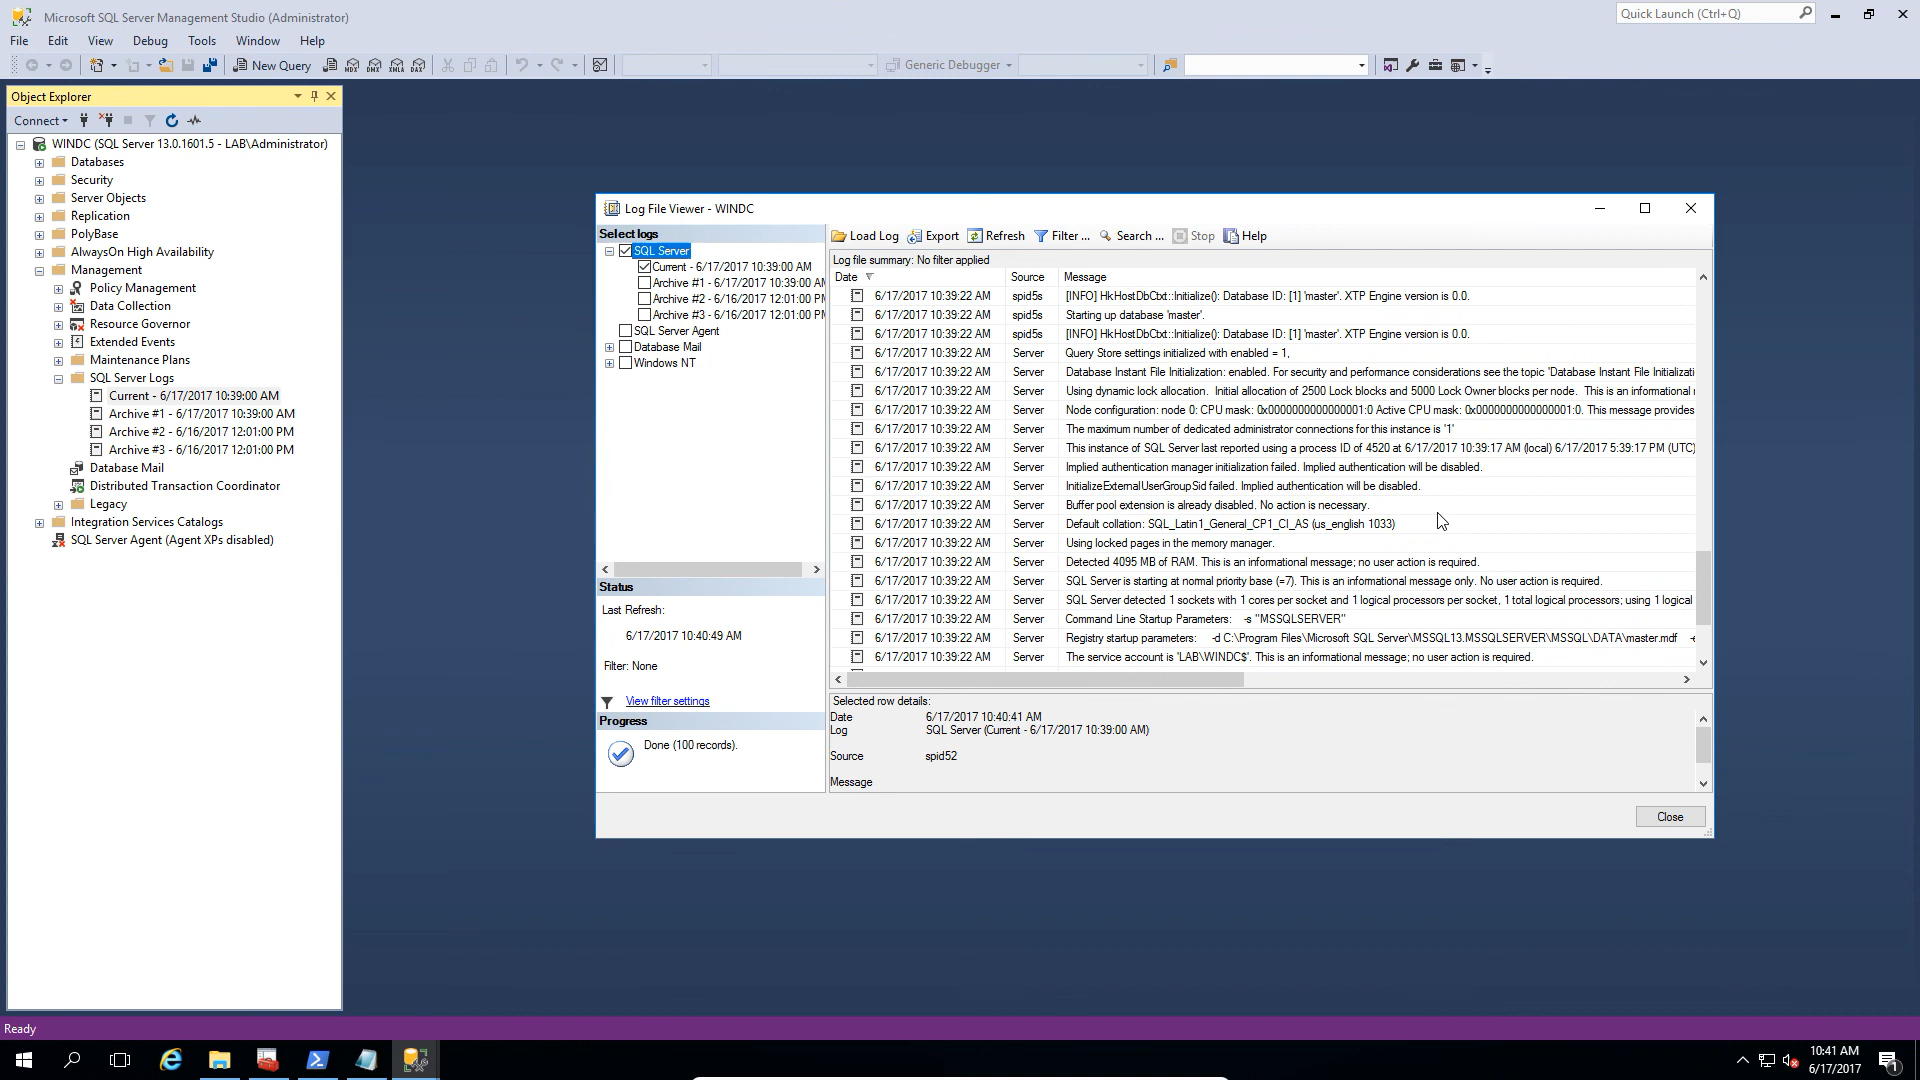 Microsoft SQL Server Management Studio (Administrator)
Quick Launch (Ctrl+Q)
File Edit View Debug Tools Window Help
New Query
MDX DMX XMLA DAX
Generic Debugger
Object Explorer
Connect
WINDC (SQL Server 13.0.1601.5 - LAB\Administrator)
Databases
Security
Server Objects
Replication
PolyBase
AlwaysOn High Availability
Management
Policy Management
Data Collection
Resource Governor
Extended Events
Maintenance Plans
SQL Server Logs
Current - 6/17/2017 10:39:00 AM
Archive #1 - 6/17/2017 10:39:00 AM
Archive #2 - 6/16/2017 12:01:00 PM
Archive #3 - 6/16/2017 12:01:00 PM
Database Mail
Distributed Transaction Coordinator
Legacy
Integration Services Catalogs
SQL Server Agent (Agent XPs disabled)
Log File Viewer - WINDC
Select logs
SQL Server
Current - 6/17/2017 10:39:00 AM
Archive #1 - 6/17/2017 10:39:00 AM
Archive #2 - 6/16/2017 12:01:00 PM
Archive #3 - 6/16/2017 12:01:00 PM
SQL Server Agent
Database Mail
Windows NT
Status
Last Refresh:
6/17/2017 10:40:49 AM
Filter: None
View filter settings
Progress
Done (100 records).
Load Log Export Refresh Filter ... Search ... Stop Help
Log file summary: No filter applied
Date Source Message
6/17/2017 10:39:22 AM spid5s [INFO] HkHostDbCtxt::Initialize(): Database ID: [1] 'master'. XTP Engine version is 0.0.
6/17/2017 10:39:22 AM spid5s Starting up database 'master'.
6/17/2017 10:39:22 AM spid5s [INFO] HkHostDbCtxt::Initialize(): Database ID: [1] 'master'. XTP Engine version is 0.0.
6/17/2017 10:39:22 AM Server Query Store settings initialized with enabled = 1,
6/17/2017 10:39:22 AM Server Database Instant File Initialization: enabled. For security and performance considerations see the topic 'Database Instant File Initializati
6/17/2017 10:39:22 AM Server Using dynamic lock allocation. Initial allocation of 2500 Lock blocks and 5000 Lock Owner blocks per node. This is an informational
6/17/2017 10:39:22 AM Server Node configuration: node 0: CPU mask: 0x0000000000000001:0 Active CPU mask: 0x0000000000000001:0. This message provides
6/17/2017 10:39:22 AM Server The maximum number of dedicated administrator connections for this instance is '1'
6/17/2017 10:39:22 AM Server This instance of SQL Server last reported using a process ID of 4520 at 6/17/2017 10:39:17 AM (local) 6/17/2017 5:39:17 PM (UTC)
6/17/2017 10:39:22 AM Server Implied authentication manager initialization failed. Implied authentication will be disabled.
6/17/2017 10:39:22 AM Server InitializeExternalUserGroupSid failed. Implied authentication will be disabled.
6/17/2017 10:39:22 AM Server Buffer pool extension is already disabled. No action is necessary.
6/17/2017 10:39:22 AM Server Default collation: SQL_Latin1_General_CP1_CI_AS (us_english 1033)
6/17/2017 10:39:22 AM Server Using locked pages in the memory manager.
6/17/2017 10:39:22 AM Server Detected 4095 MB of RAM. This is an informational message; no user action is required.
6/17/2017 10:39:22 AM Server SQL Server is starting at normal priority base (=7). This is an informational message only. No user action is required.
6/17/2017 10:39:22 AM Server SQL Server detected 1 sockets with 1 cores per socket and 1 logical processors per socket, 1 total logical processors; using 1 logical
6/17/2017 10:39:22 AM Server Command Line Startup Parameters: -s "MSSQLSERVER"
6/17/2017 10:39:22 AM Server Registry startup parameters: -d C:\Program Files\Microsoft SQL Server\MSSQL13.MSSQLSERVER\MSSQL\DATA\master.mdf -e
6/17/2017 10:39:22 AM Server The service account is 'LAB\WINDC$'. This is an informational message; no user action is required.
Selected row details:
Date 6/17/2017 10:40:41 AM
Log SQL Server (Current - 6/17/2017 10:39:00 AM)
Source spid52
Message
Close
Ready
10:41 AM
6/17/2017
1